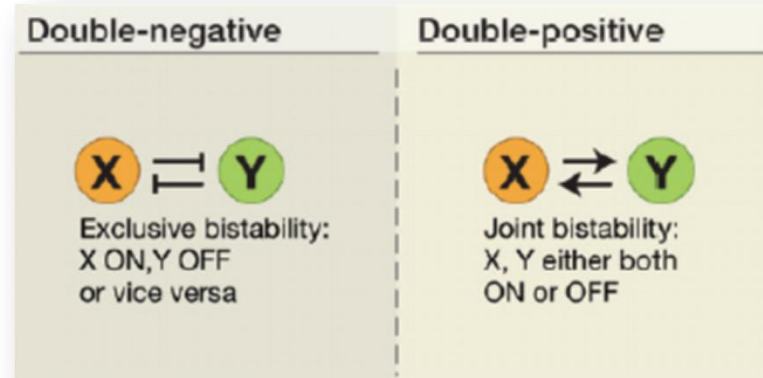 Double-negative
X Y
Exclusive bistability:
X ON,Y OFF
or vice versa
Double-positive
X Y
Joint bistability:
X, Y either both
ON or OFF